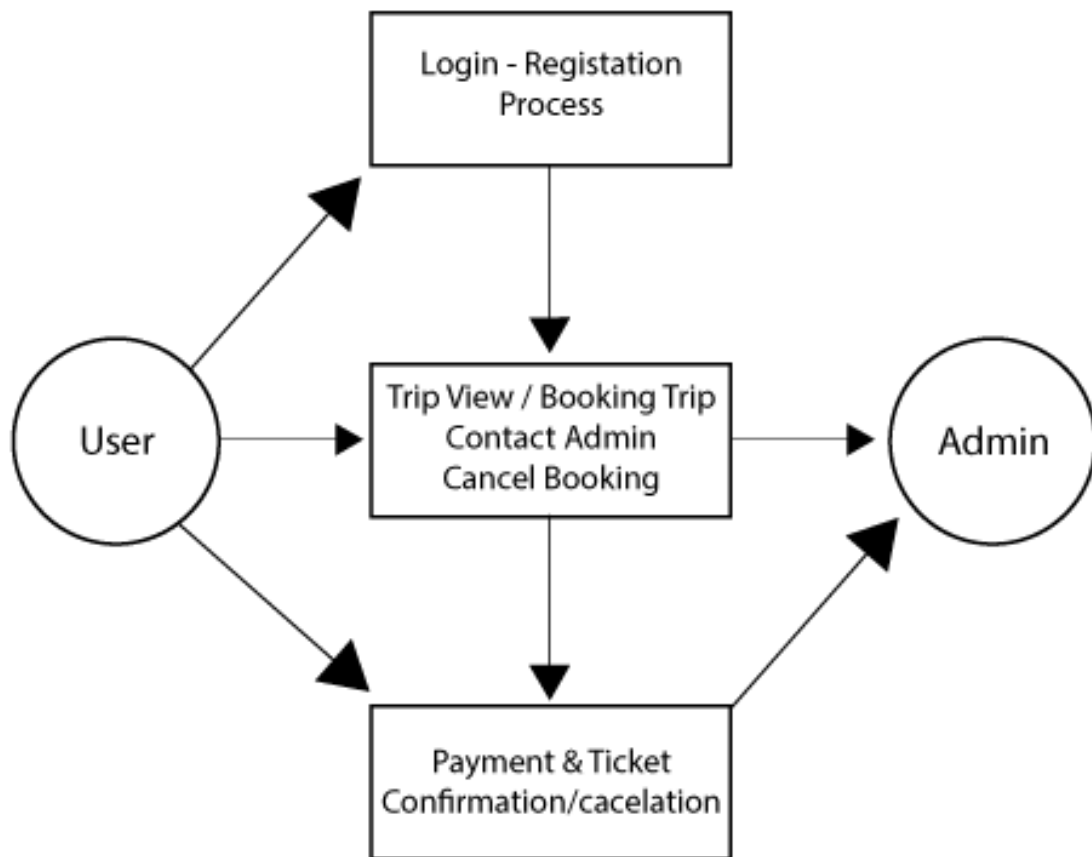 Login - Registation
Process
User
Trip View / Booking Trip
Contact Admin
Cancel Booking
Admin
Payment & Ticket
Confirmation/cacelation